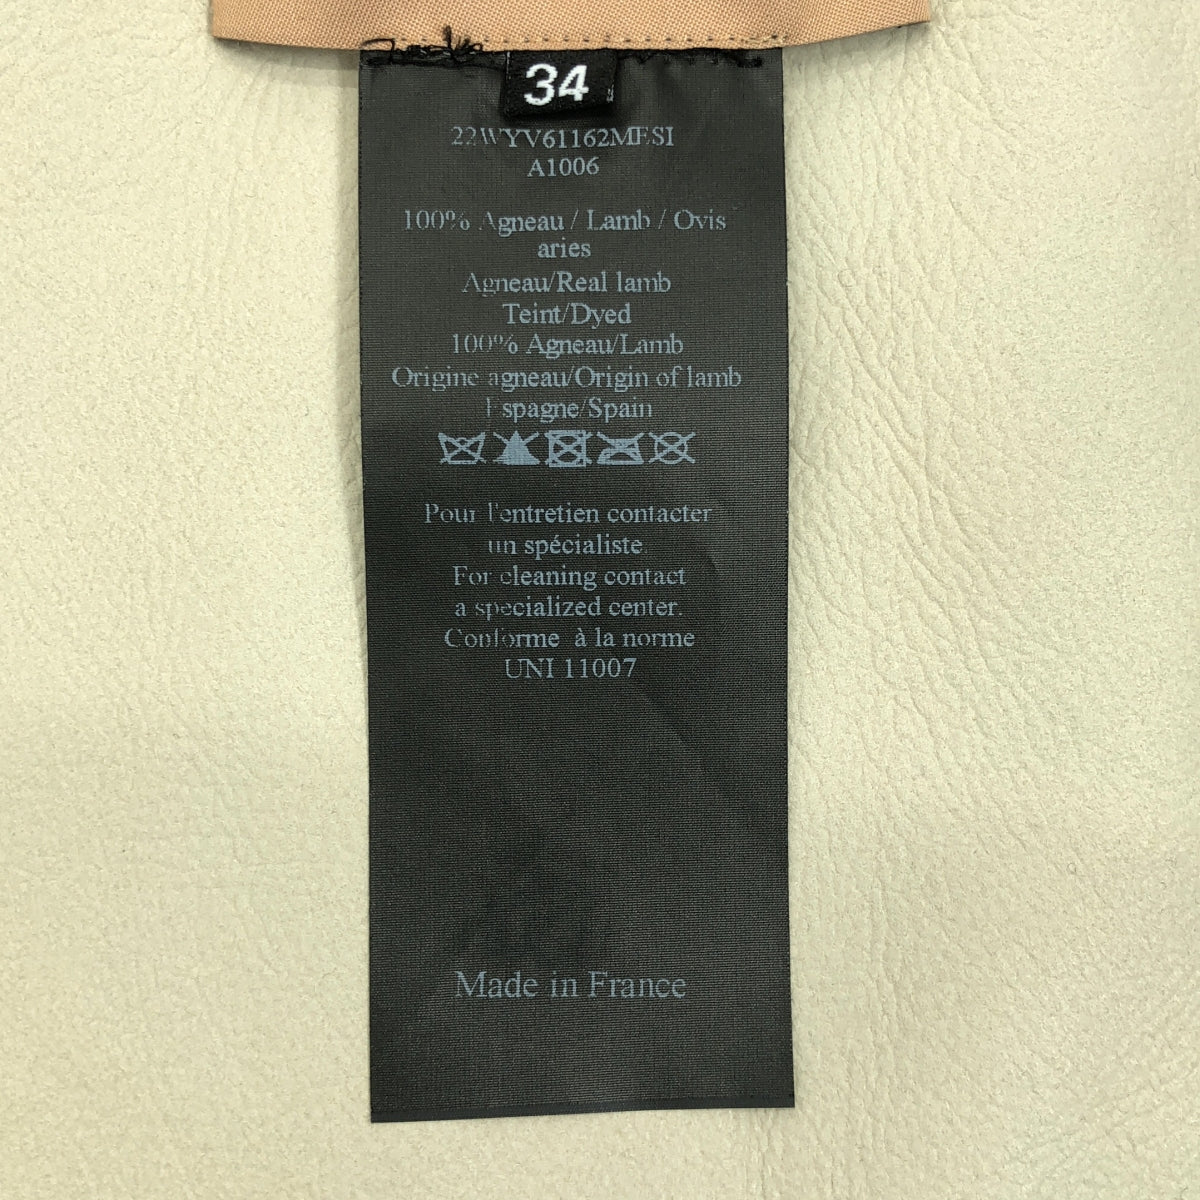 34
22WYV61162MESI
A1006
100% Agneau / Lamb / Ovis
aries
Agneau/Real lamb
Teint/Dyed
100% Agneau/Lamb
Origine agneau/Origin of lamb
Espagne/Spain
Pour l'entretien contacter
un spécialiste.
For cleaning contact
a specialized center.
Conforme à la norme
UNI 11007
Made in France